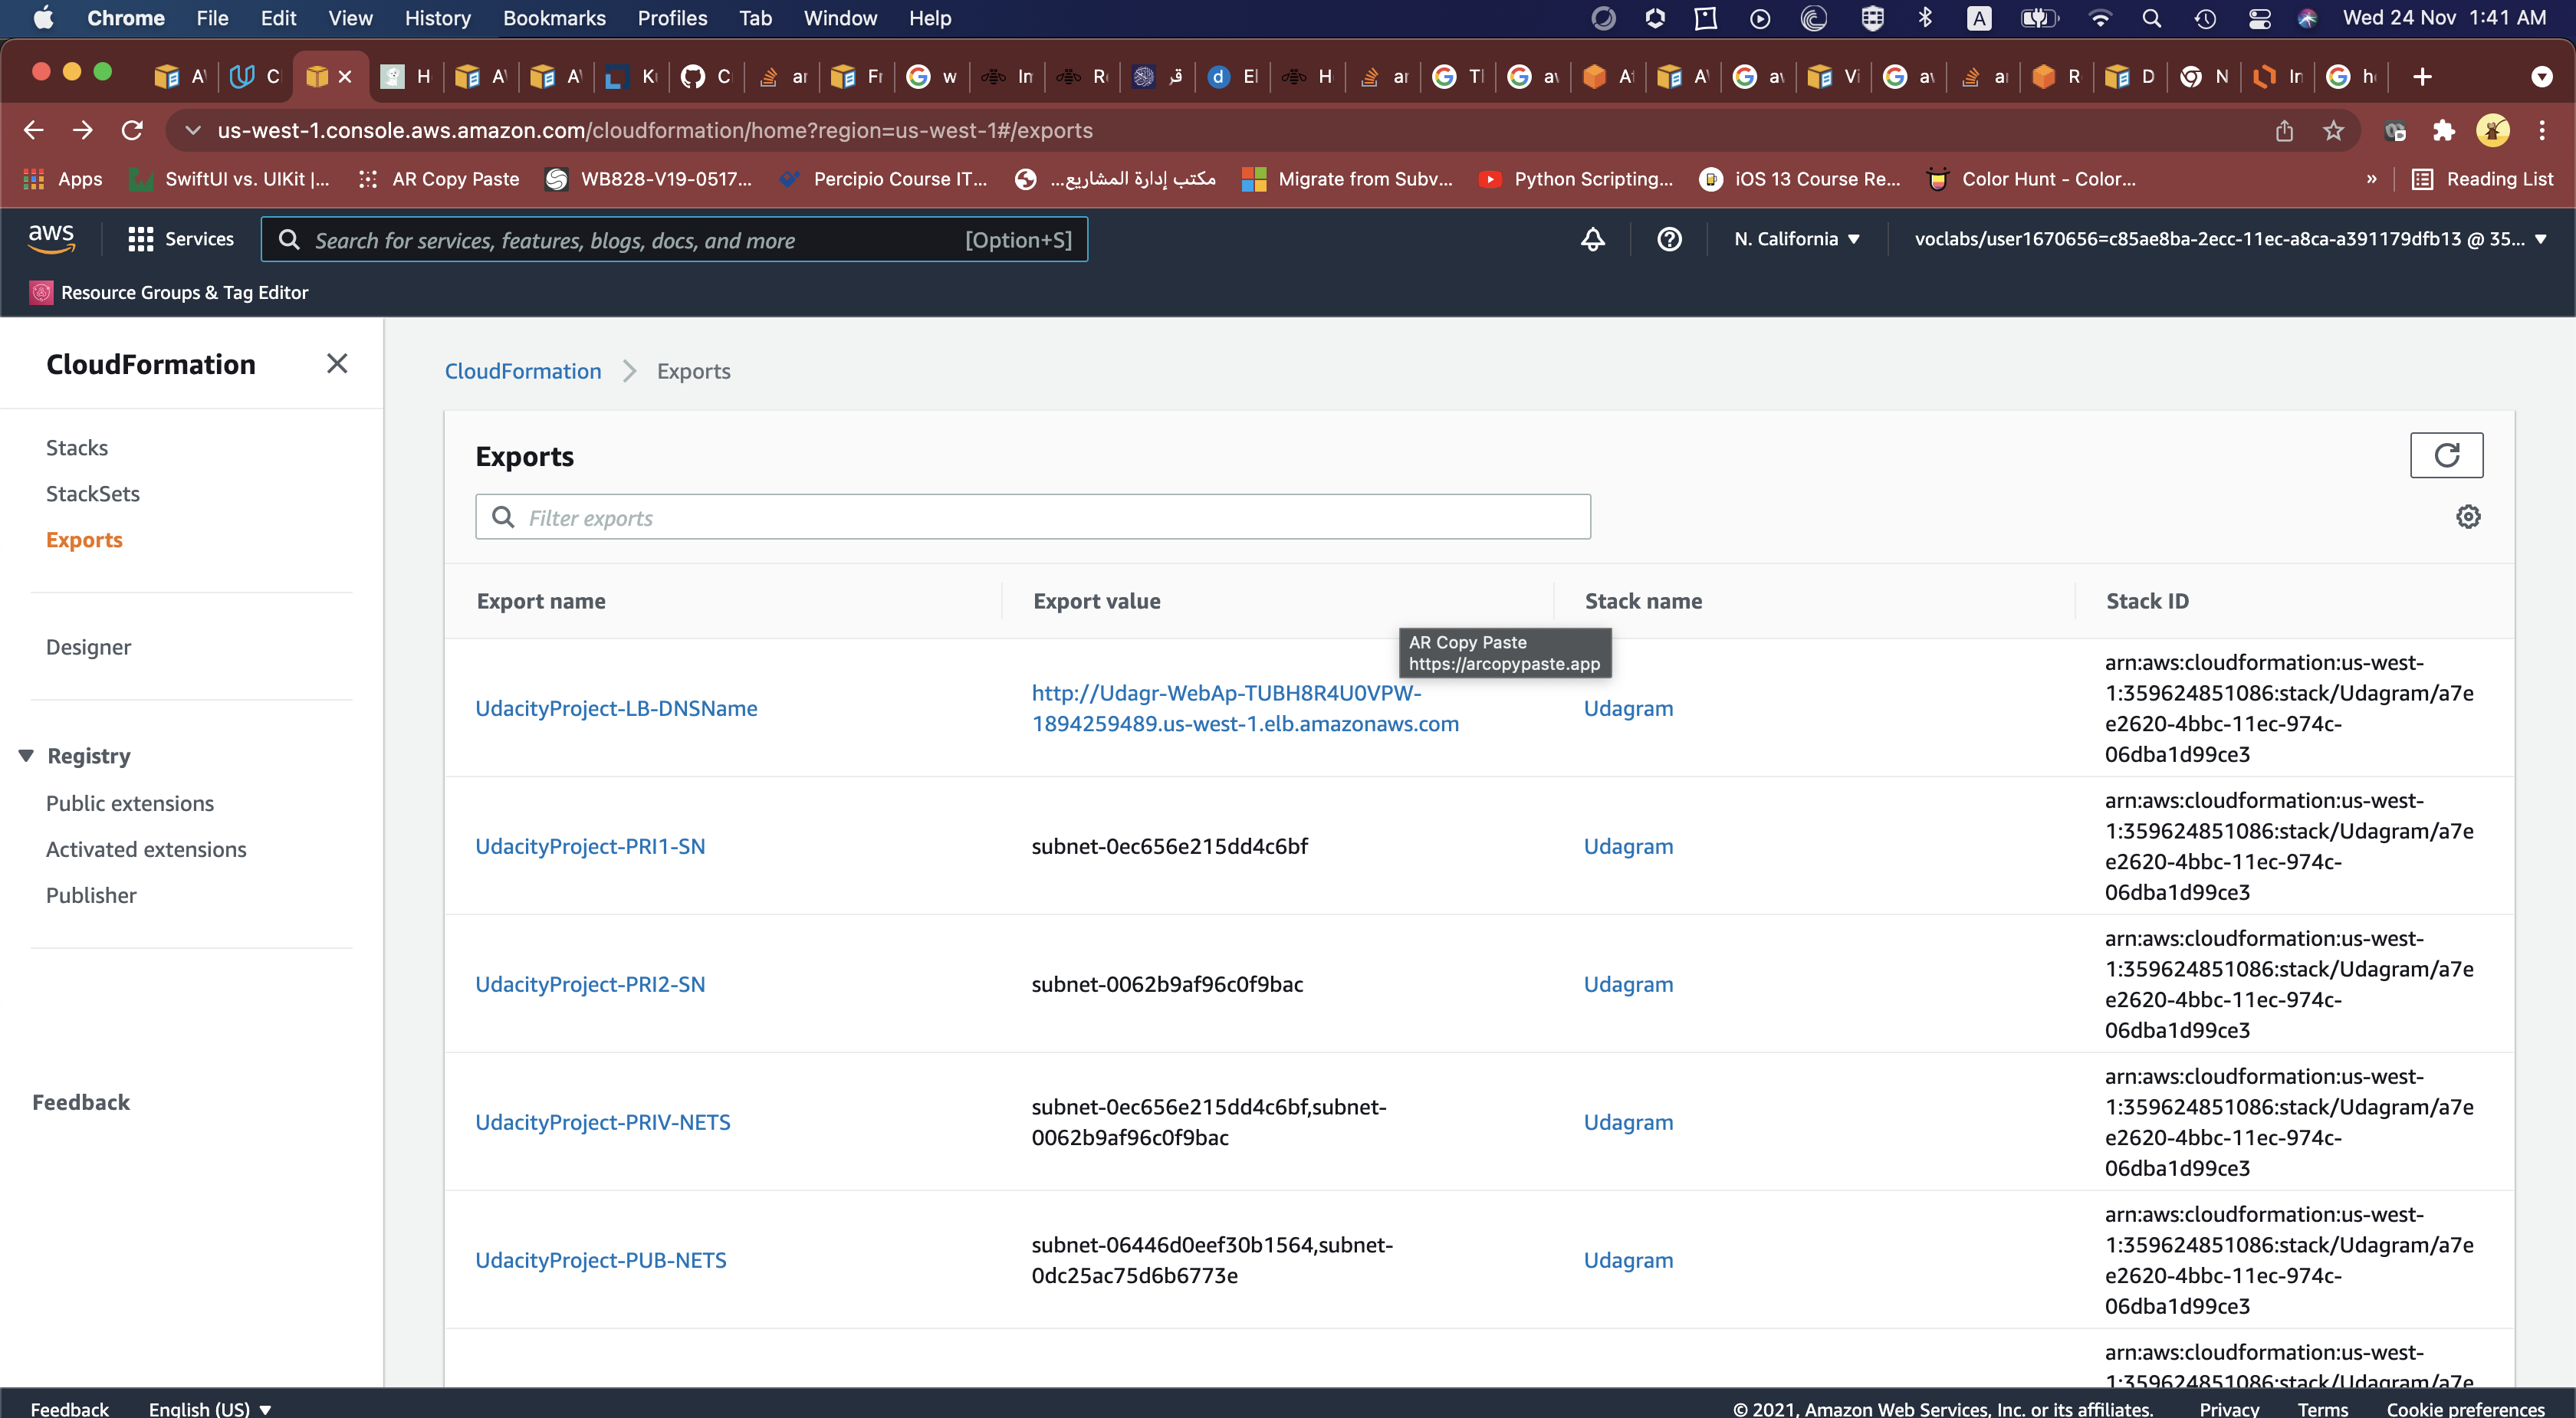 Chrome File Edit View History Bookmarks Profiles Tab Window Help A Wed 24 Nov 1:41 AM
us-west-1.console.aws.amazon.com/cloudformation/home?region=us-west-1#/exports
Apps SwiftUI vs. UIKit |... AR Copy Paste WB828-V19-0517... Percipio Course IT... مكتب إدارة المشاريع... Migrate from Subv... Python Scripting... iOS 13 Course Re... Color Hunt - Color... » Reading List
aws Services Search for services, features, blogs, docs, and more [Option+S] N. California voclabs/user1670656=c85ae8ba-2ecc-11ec-a8ca-a391179dfb13 @ 35...
Resource Groups & Tag Editor
CloudFormation
Stacks
StackSets
Exports
Designer
Registry
Public extensions
Activated extensions
Publisher
Feedback
CloudFormation Exports
Exports
Filter exports
Export name Export value Stack name Stack ID
AR Copy Paste
https://arcopypaste.app
UdacityProject-LB-DNSName
http://Udagr-WebAp-TUBH8R4U0VPW-
1894259489.us-west-1.elb.amazonaws.com
Udagram
arn:aws:cloudformation:us-west-
1:359624851086:stack/Udagram/a7e
e2620-4bbc-11ec-974c-
06dba1d99ce3
UdacityProject-PRI1-SN
subnet-0ec656e215dd4c6bf
Udagram
arn:aws:cloudformation:us-west-
1:359624851086:stack/Udagram/a7e
e2620-4bbc-11ec-974c-
06dba1d99ce3
UdacityProject-PRI2-SN
subnet-0062b9af96c0f9bac
Udagram
arn:aws:cloudformation:us-west-
1:359624851086:stack/Udagram/a7e
e2620-4bbc-11ec-974c-
06dba1d99ce3
UdacityProject-PRIV-NETS
subnet-0ec656e215dd4c6bf,subnet-
0062b9af96c0f9bac
Udagram
arn:aws:cloudformation:us-west-
1:359624851086:stack/Udagram/a7e
e2620-4bbc-11ec-974c-
06dba1d99ce3
UdacityProject-PUB-NETS
subnet-06446d0eef30b1564,subnet-
0dc25ac75d6b6773e
Udagram
arn:aws:cloudformation:us-west-
1:359624851086:stack/Udagram/a7e
e2620-4bbc-11ec-974c-
06dba1d99ce3
arn:aws:cloudformation:us-west-
1:359624851086:stack/Udagram/a7e
Feedback English (US) © 2021, Amazon Web Services, Inc. or its affiliates. Privacy Terms Cookie preferences